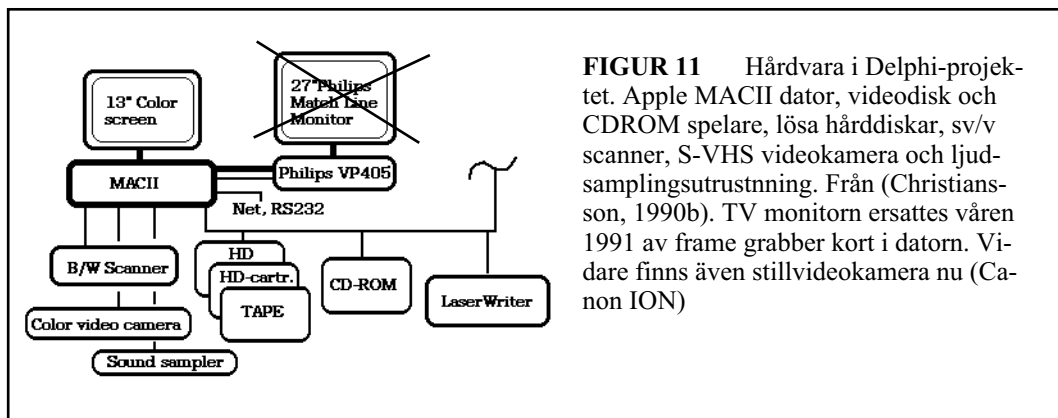 13" Color
screen
27"Philips
Match Line
Monitor
MACII
Philips VP405
Net, RS232
B/W Scanner
HD
HD-cartr.
TAPE
CD-ROM
LaserWriter
Color video camera
Sound sampler
FIGUR 11 Hårdvara i Delphi-projek-
tet. Apple MACII dator, videodisk och
CDROM spelare, lösa hårddiskar, sv/v
scanner, S-VHS videokamera och ljud-
samplingsutrustnning. Från (Christians-
son, 1990b). TV monitorn ersattes våren
1991 av frame grabber kort i datorn. Vi-
dare finns även stillvideokamera nu (Ca-
non ION)